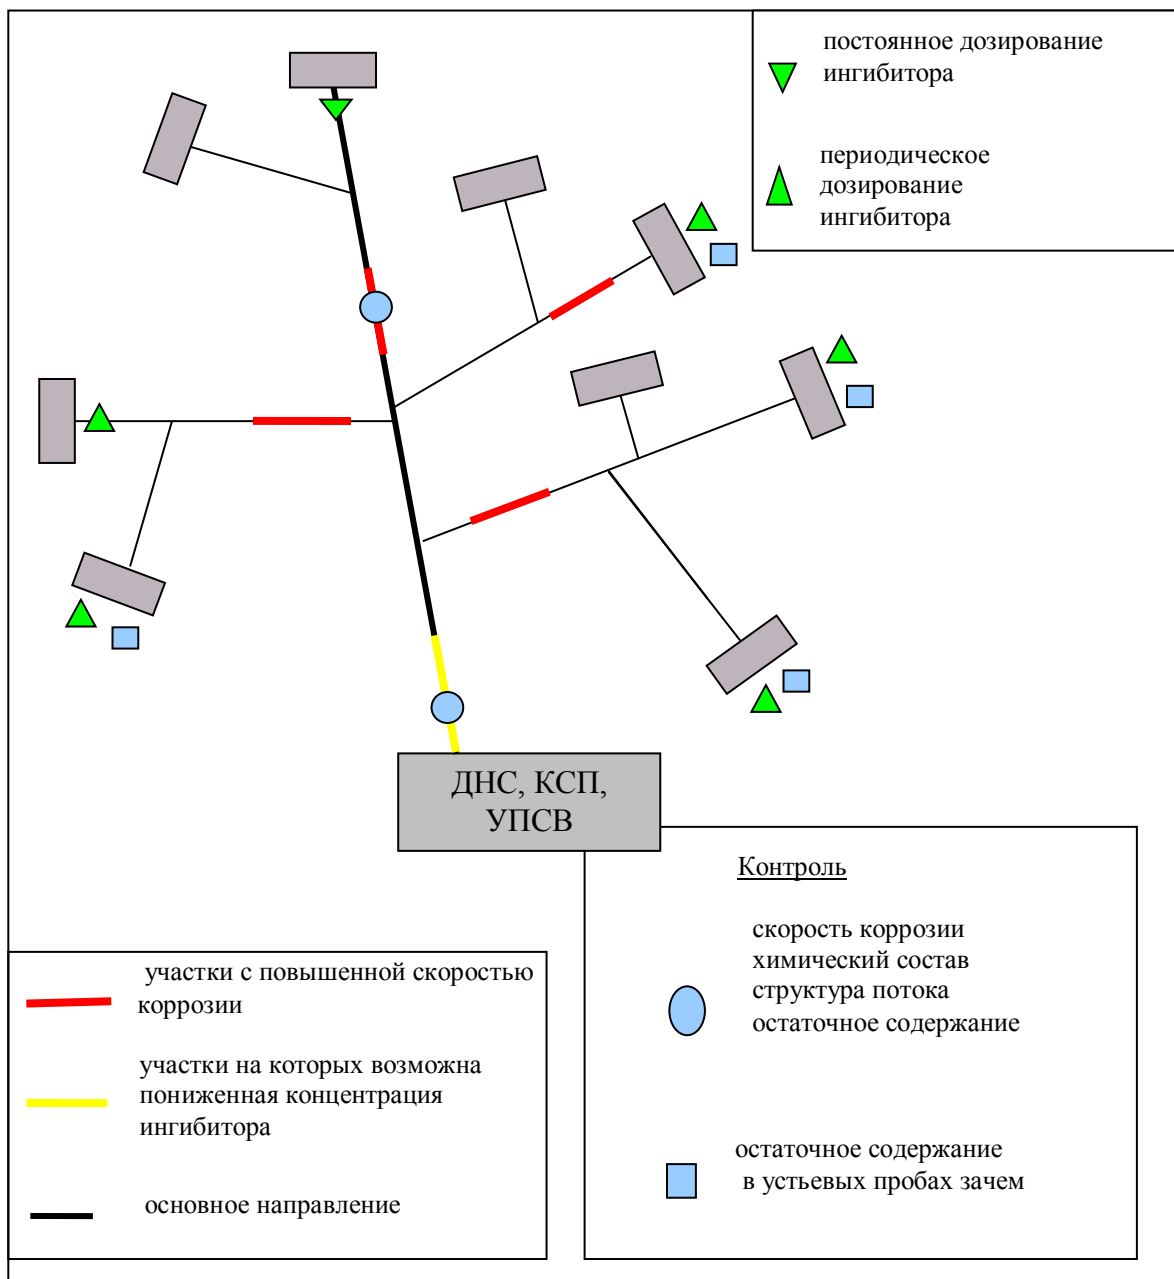 постоянное дозирование
ингибитора
периодическое
дозирование
ингибитора
ДНС, КСП,
УПСВ
Контроль
скорость коррозии
химический состав
структура потока
остаточное содержание
остаточное содержание
в устьевых пробах зачем
участки с повышенной скоростью
коррозии
участки на которых возможна
пониженная концентрация
ингибитора
основное направление